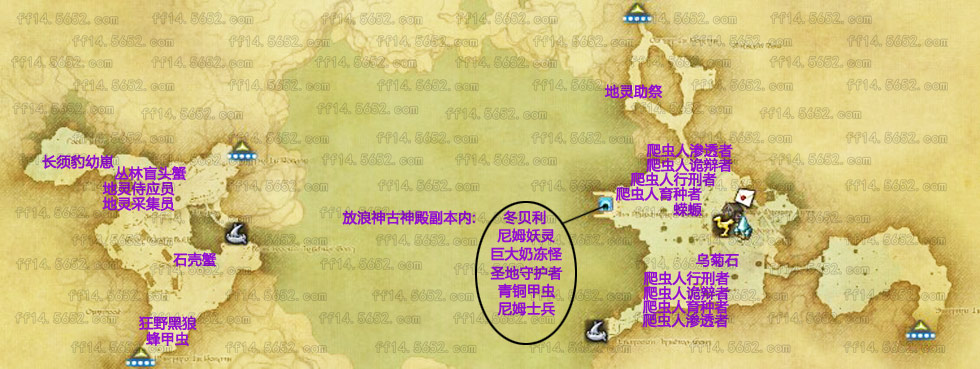 ff14.5652.com
地灵助祭
爬虫人渗透者
爬虫人诡辩者
爬虫人行刑者
爬虫人育种者
蝾螈
长须豹幼崽
丛林盲头蟹
地灵侍应员
地灵采集员
石壳蟹
狂野黑狼
蜂甲虫
放浪神古神殿副本内:
冬贝利
尼姆妖灵
巨大奶冻怪
圣地守护者
青铜甲虫
尼姆士兵
乌菊石
爬虫人行刑者
爬虫人诡辩者
爬虫人育种者
爬虫人渗透者